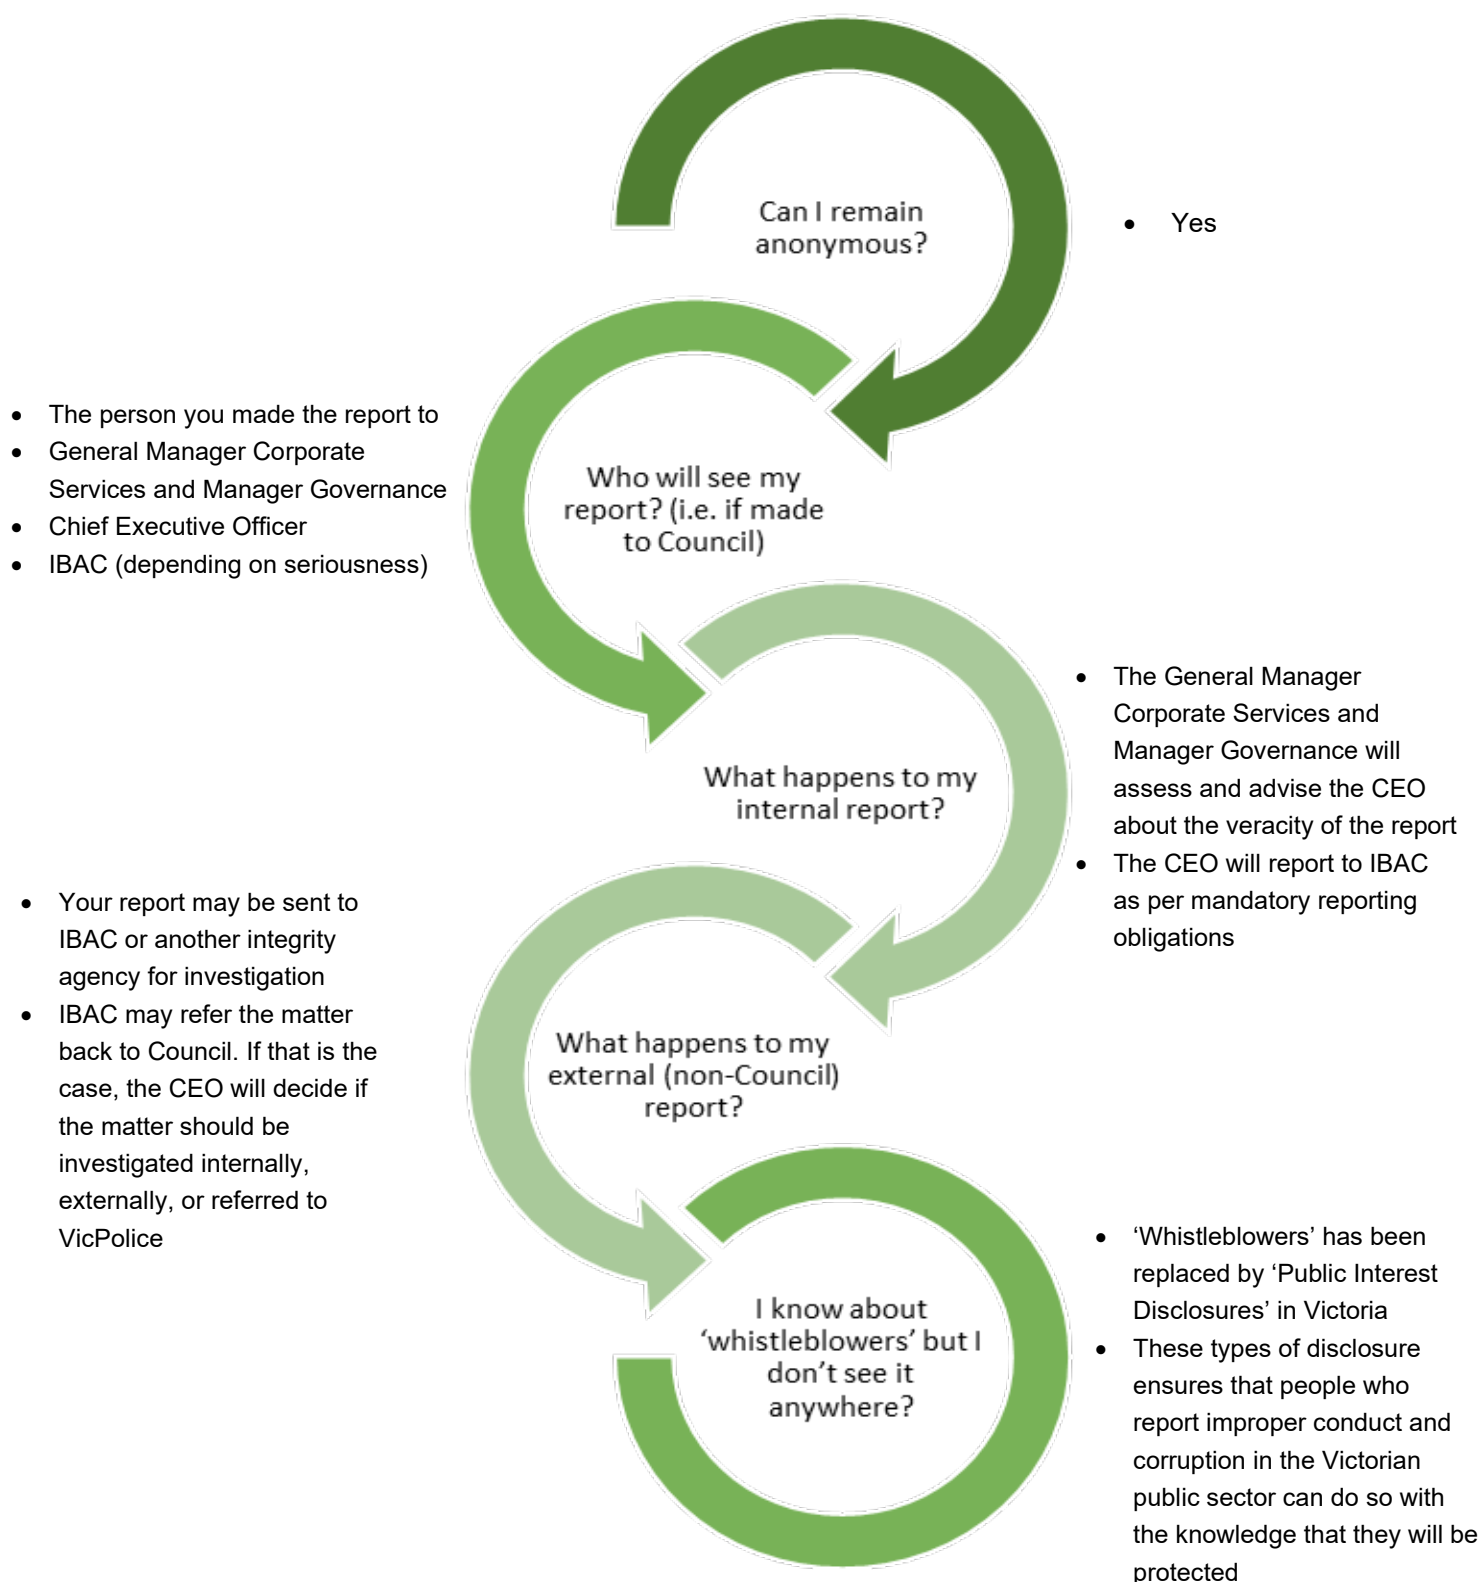 Can I remain
anonymous?
• Yes
Who will see my
report? (i.e. if made
to Council)
• The person you made the report to
• General Manager Corporate
Services and Manager Governance
• Chief Executive Officer
• IBAC (depending on seriousness)
What happens to my
internal report?
• The General Manager
Corporate Services and
Manager Governance will
assess and advise the CEO
about the veracity of the report
• The CEO will report to IBAC
as per mandatory reporting
obligations
What happens to my
external (non-Council)
report?
• Your report may be sent to
IBAC or another integrity
agency for investigation
• IBAC may refer the matter
back to Council. If that is the
case, the CEO will decide if
the matter should be
investigated internally,
externally, or referred to
VicPolice
I know about
‘whistleblowers’ but I
don’t see it
anywhere?
• ‘Whistleblowers’ has been
replaced by ‘Public Interest
Disclosures’ in Victoria
• These types of disclosure
ensures that people who
report improper conduct and
corruption in the Victorian
public sector can do so with
the knowledge that they will be
protected